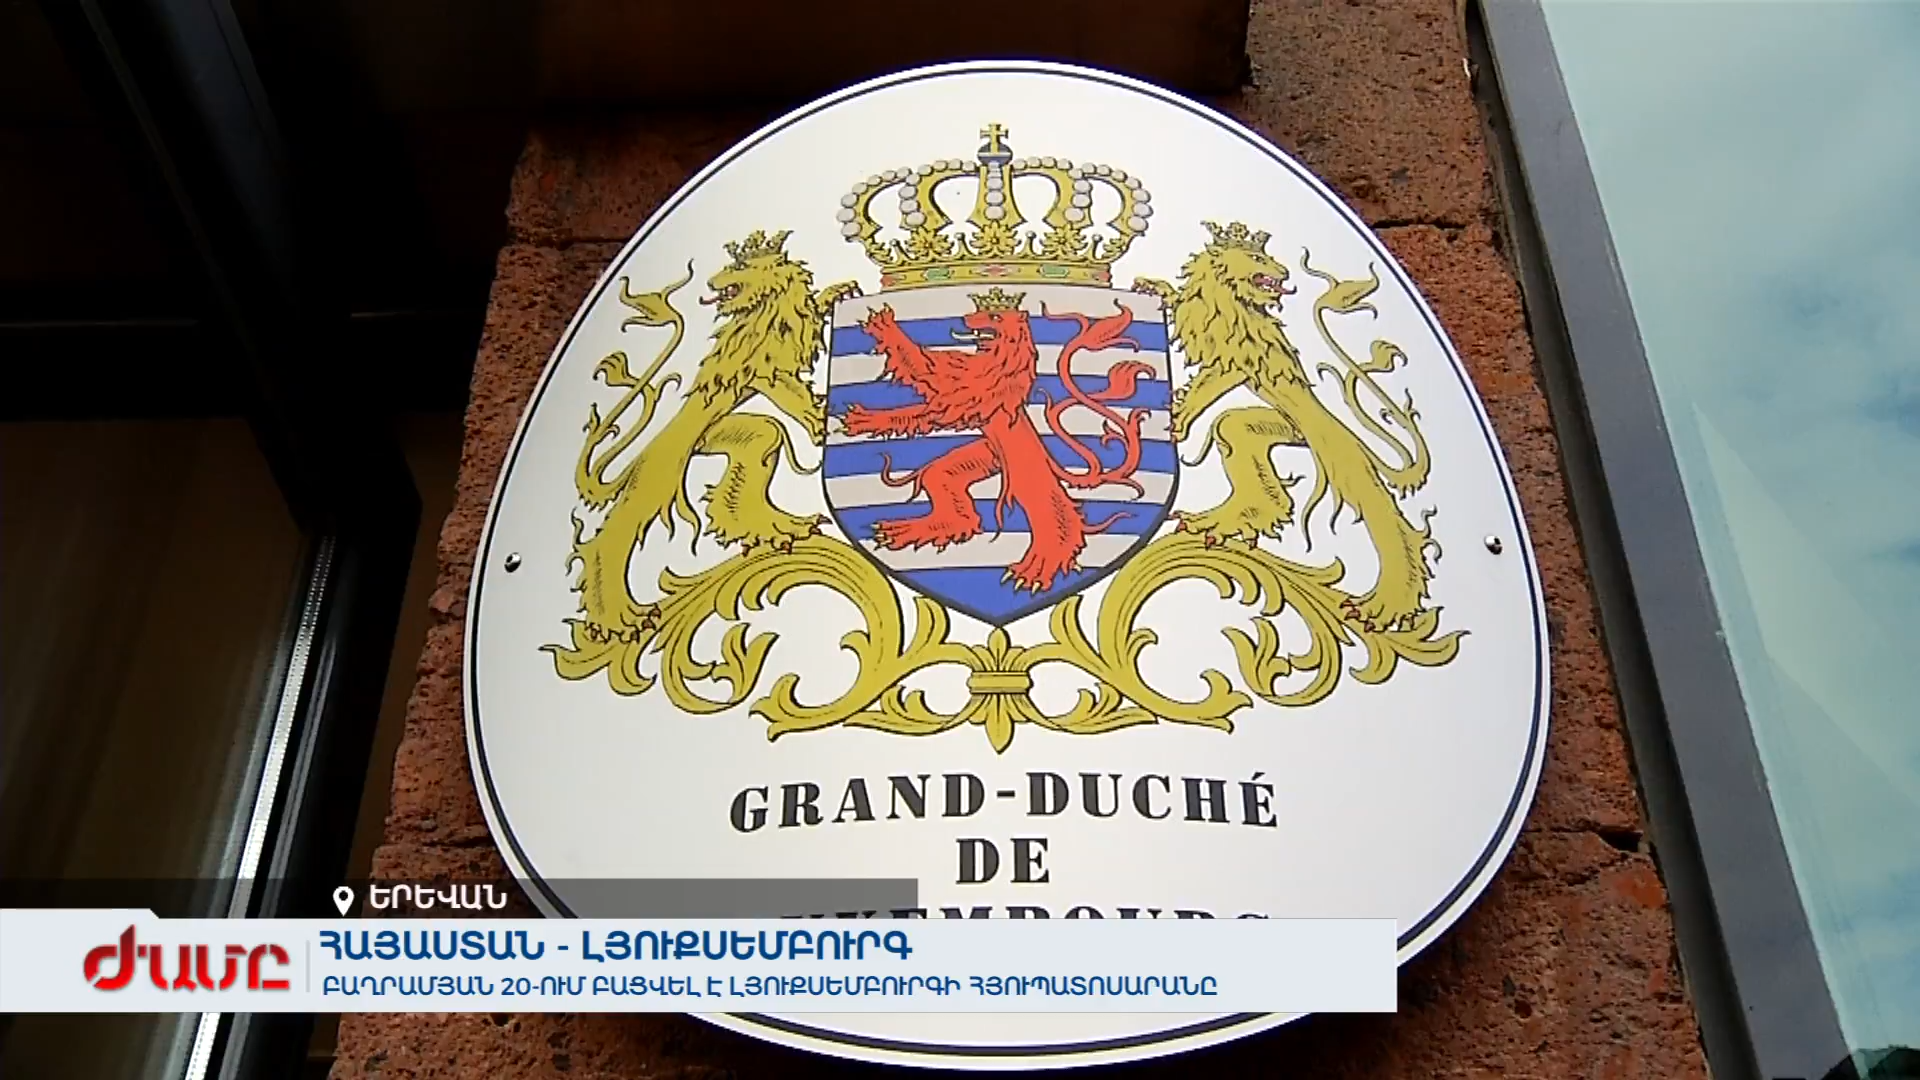 GRAND-DUCHÉ
DE
ԵՐԵՎԱՆ
ԺԱՄԸ
ՀԱՅԱՍՏԱՆ - ԼՅՈՒՔՍԵՄԲՈՒՐԳ
ԲԱՂՐԱՄՅԱՆ 20-ՈՒՄ ԲԱՑՎԵԼ Է ԼՅՈՒՔՍԵՄԲՈՒՐԳԻ ՀՅՈՒՊԱՏՈՍԱՐԱՆԸ